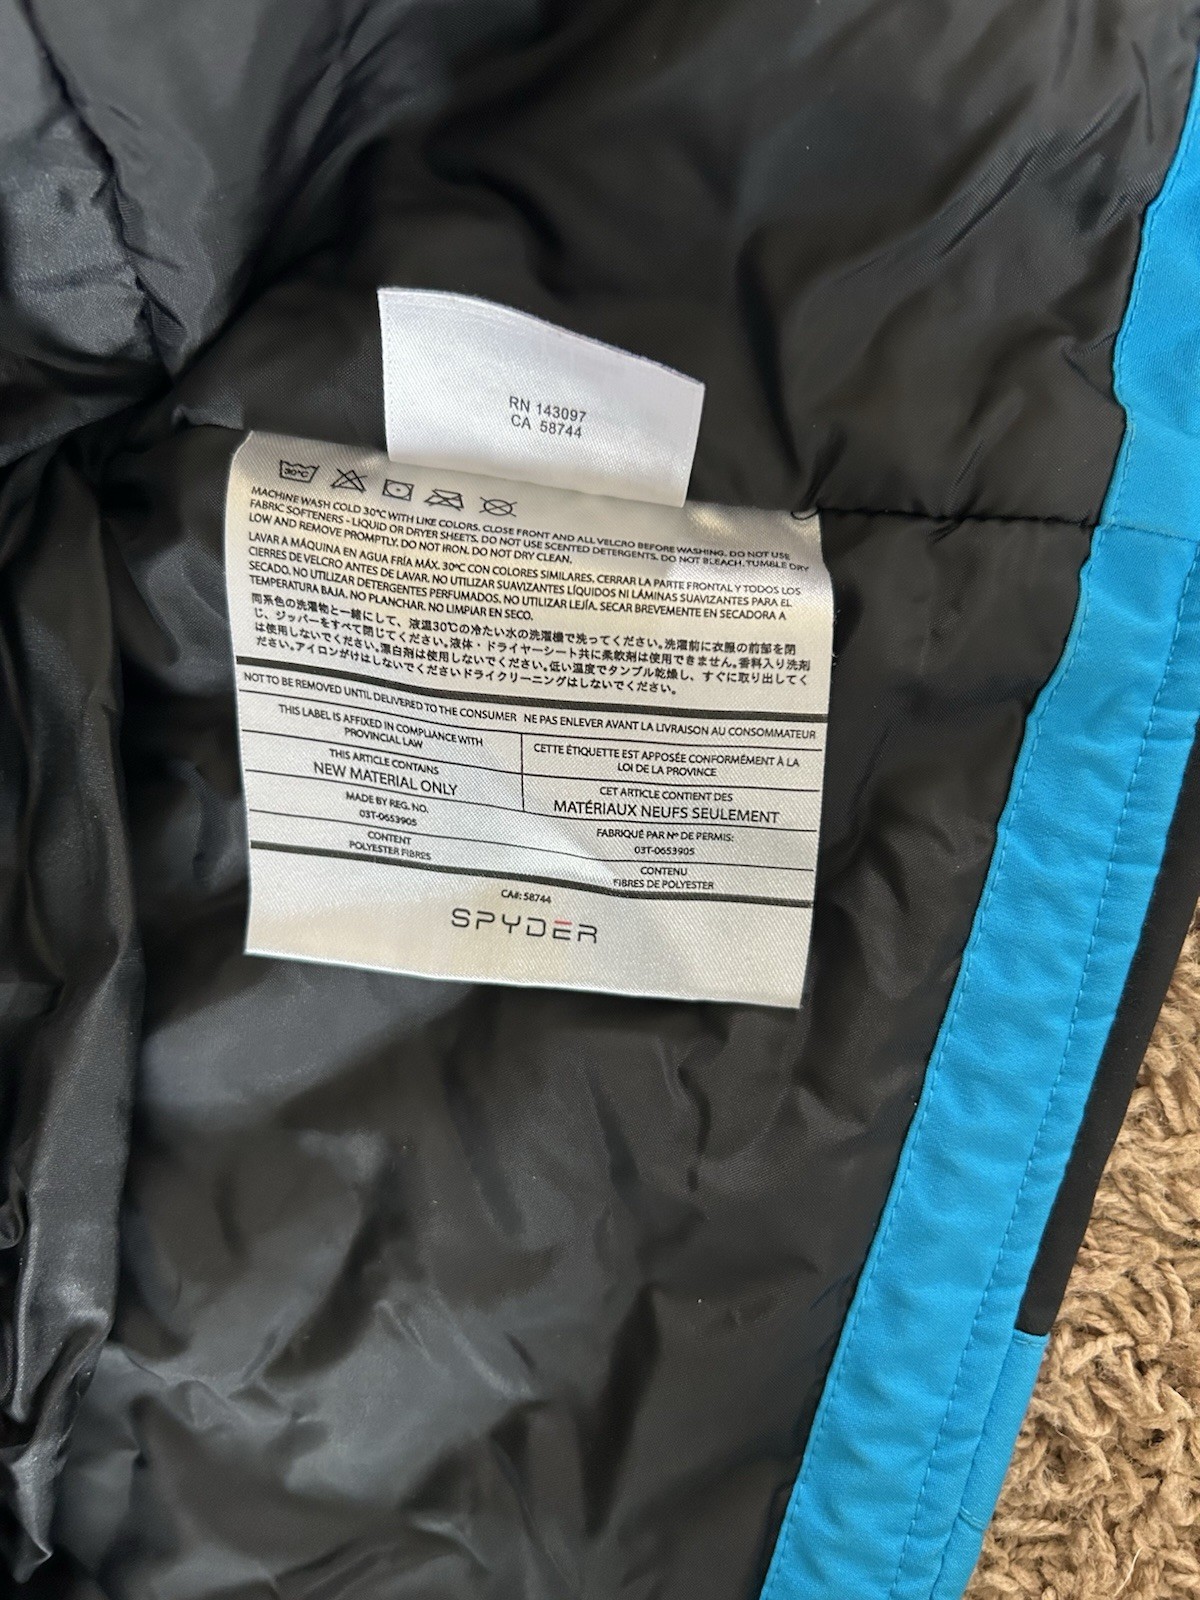 RN 143097
CA 58744
30°C
MACHINE WASH COLD 30°C WITH LIKE COLORS. CLOSE FRONT AND ALL VELCRO BEFORE WASHING. DO NOT USE
FABRIC SOFTENERS - LIQUID OR DRYER SHEETS. DO NOT USE SCENTED DETERGENTS. DO NOT BLEACH. TUMBLE DRY
LOW AND REMOVE PROMPTLY. DO NOT IRON. DO NOT DRY CLEAN.
LAVAR A MÁQUINA EN AGUA FRÍA MÁX. 30°C CON COLORES SIMILARES. CERRAR LA PARTE FRONTAL Y TODOS LOS
CIERRES DE VELCRO ANTES DE LAVAR. NO UTILIZAR SUAVIZANTES LÍQUIDOS NI LÁMINAS SUAVIZANTES PARA EL
SECADO. NO UTILIZAR DETERGENTES PERFUMADOS. NO UTILIZAR LEJÍA. SECAR BREVEMENTE EN SECADORA A
TEMPERATURA BAJA. NO PLANCHAR. NO LIMPIAR EN SECO.
同系色の洗濯物と一緒にして、液温30℃の冷たい水の洗濯機で洗ってください。洗濯前に衣服の前部を閉
じ、ジッパーをすべて閉じてください。液体・ドライヤーシート共に柔軟剤は使用できません。香料入り洗剤
は使用しないでください。漂白剤は使用しないでください。低い温度でタンブル乾燥し、すぐに取り出してく
ださい。アイロンがけはしないでくださいドライクリーニングはしないでください。
NOT TO BE REMOVED UNTIL DELIVERED TO THE CONSUMER NE PAS ENLEVER AVANT LA LIVRAISON AU CONSOMMATEUR
THIS LABEL IS AFFIXED IN COMPLIANCE WITH
PROVINCIAL LAW
CETTE ÉTIQUETTE EST APPOSÉE CONFORMÉMENT À LA
LOI DE LA PROVINCE
THIS ARTICLE CONTAINS
NEW MATERIAL ONLY
CET ARTICLE CONTIENT DES
MATÉRIAUX NEUFS SEULEMENT
MADE BY REG. NO.
03T-0653905
FABRIQUÉ PAR Nº DE PERMIS:
03T-0653905
CONTENT
POLYESTER FIBRES
CONTENU
FIBRES DE POLYESTER
CA#: 58744
SPYDER